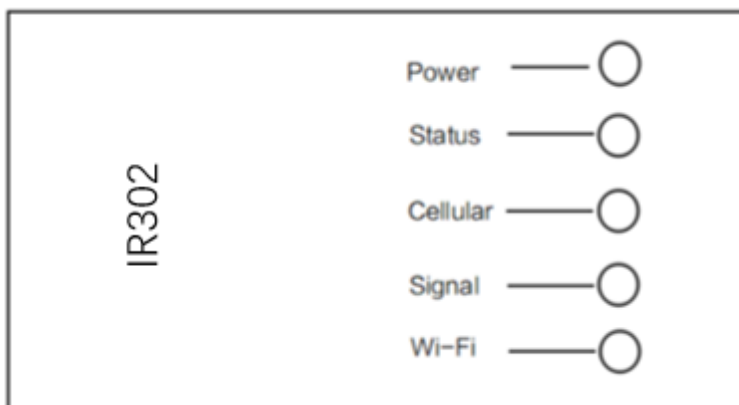 IR302
Power
Status
Cellular
Signal
Wi-Fi